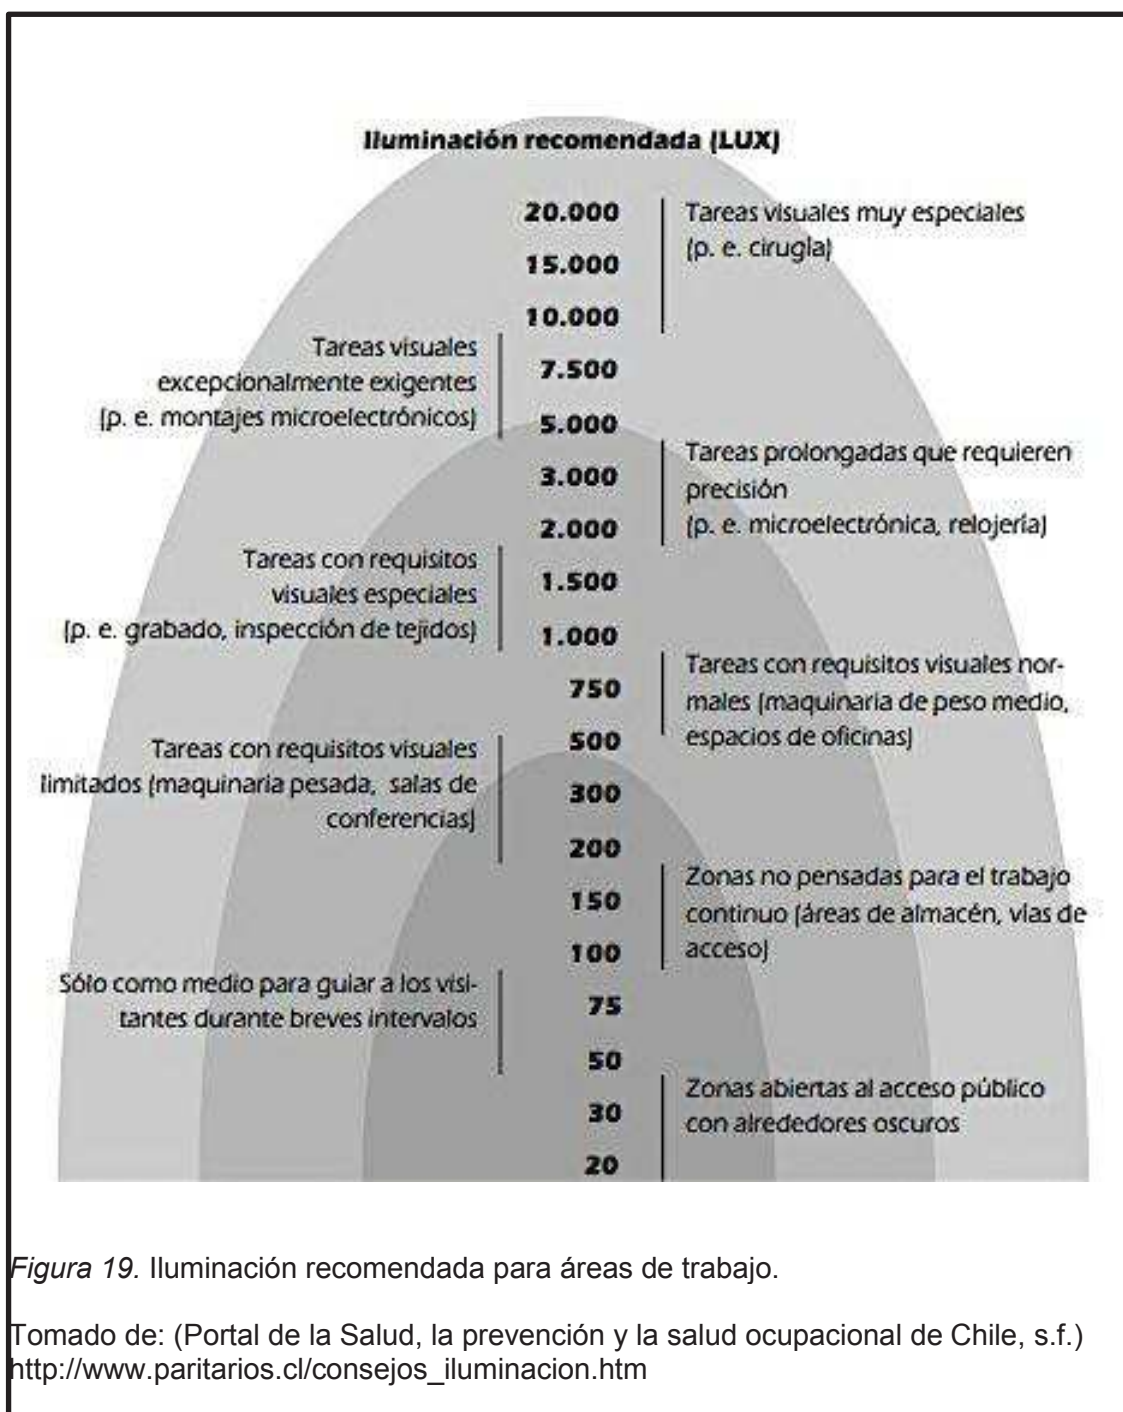 Iluminación recomendada (LUX)
20.000
15.000
10.000
7.500
5.000
3.000
2.000
1.500
1.000
750
500
300
200
150
100
75
50
30
20
Tareas visuales muy especiales
(p. e. cirugía)
Tareas visuales
excepcionalmente exigentes
(p. e. montajes microelectrónicos)
Tareas prolongadas que requieren
precisión
(p. e. microelectrónica, relojería)
Tareas con requisitos
visuales especiales
(p. e. grabado, inspección de tejidos)
Tareas con requisitos visuales nor-
males (maquinaria de peso medio,
espacios de oficinas)
Tareas con requisitos visuales
limitados (maquinaria pesada, salas de
conferencias)
Zonas no pensadas para el trabajo
continuo (áreas de almacén, vías de
acceso)
Sólo como medio para guiar a los visi-
tantes durante breves intervalos
Zonas abiertas al acceso público
con alrededores oscuros
Figura 19. Iluminación recomendada para áreas de trabajo.
Tomado de: (Portal de la Salud, la prevención y la salud ocupacional de Chile, s.f.)
http://www.paritarios.cl/consejos_iluminacion.htm